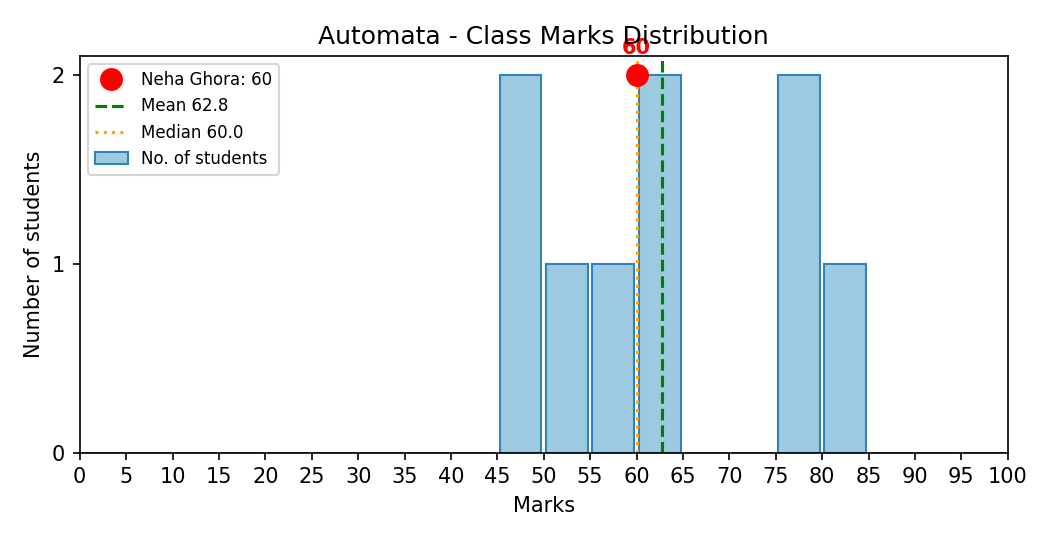 Automata - Class Marks Distribution
60
Neha Ghora: 60
Mean 62.8
Median 60.0
No. of students
Number of students
2
1
0
0 5 10 15 20 25 30 35 40 45 50 55 60 65 70 75 80 85 90 95 100
Marks